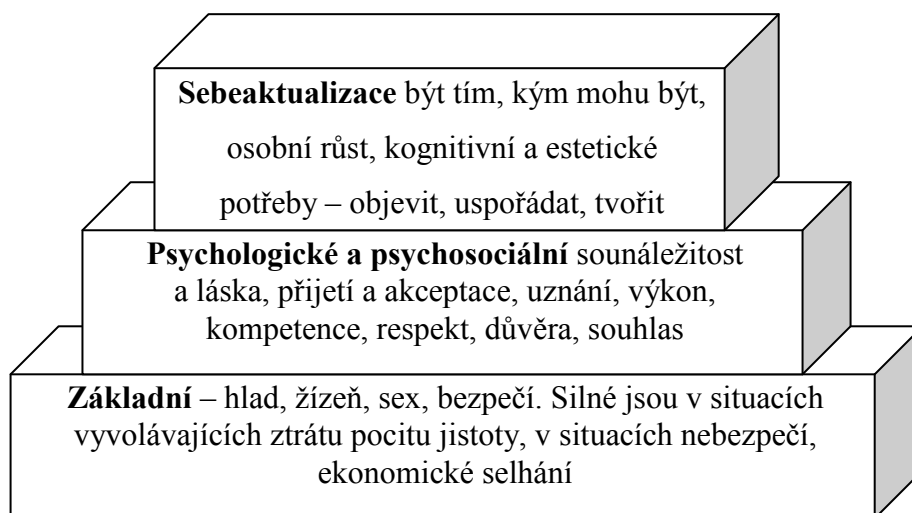 Sebeaktualizace být tím, kým mohu být,
osobní růst, kognitivní a estetické
potřeby – objevit, uspořádat, tvořit
Psychologické a psychosociální sounáležitost
a láska, přijetí a akceptace, uznání, výkon,
kompetence, respekt, důvěra, souhlas
Základní – hlad, žízeň, sex, bezpečí. Silné jsou v situacích
vyvolávajících ztrátu pocitu jistoty, v situacích nebezpečí,
ekonomické selhání